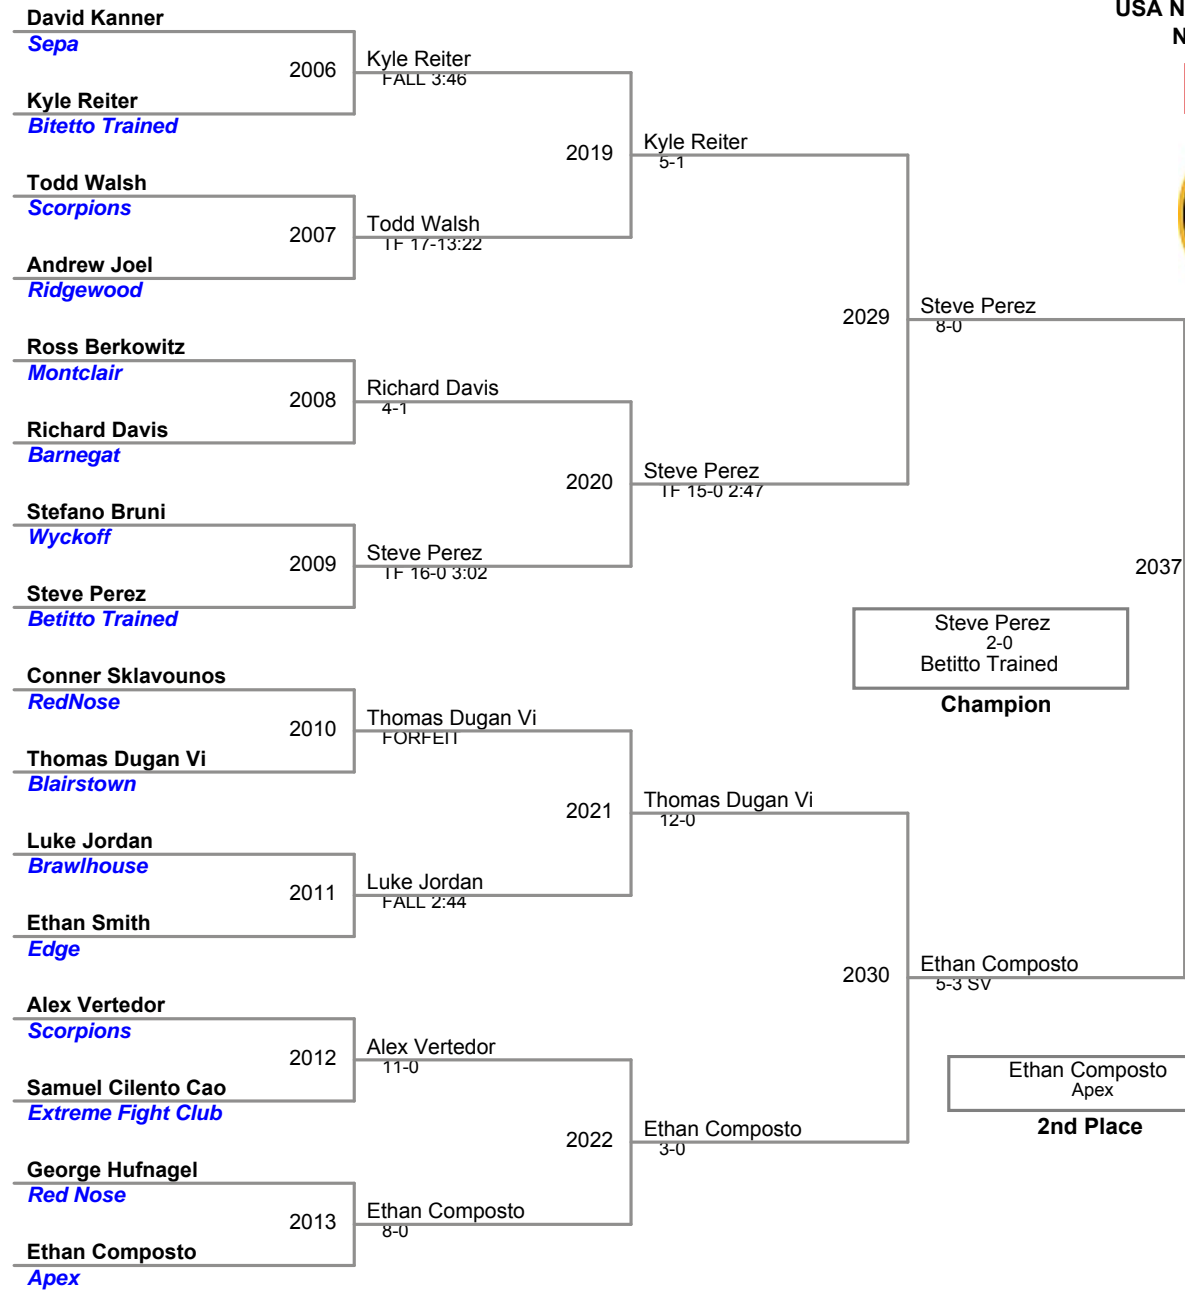 David Kanner
USA N
Sepa
N
2006
Kyle Reiter
FALL 3:46
Kyle Reiter
Bitetto Trained
2019
Kyle Reiter
5-1
Todd Walsh
Scorpions
2007
Todd Walsh
TF 17-13:22
Andrew Joel
Ridgewood
2029
Steve Perez
8-0
Ross Berkowitz
Montclair
2008
Richard Davis
4-1
Richard Davis
Barnegat
2020
Steve Perez
TF 15-0 2:47
Stefano Bruni
Wyckoff
2009
Steve Perez
TF 16-0 3:02
Steve Perez
Betitto Trained
2037
Steve Perez
2-0
Betitto Trained
Champion
Conner Sklavounos
RedNose
2010
Thomas Dugan Vi
FORFEIT
Thomas Dugan Vi
Blairstown
2021
Thomas Dugan Vi
12-0
Luke Jordan
Brawlhouse
2011
Luke Jordan
FALL 2:44
Ethan Smith
Edge
2030
Ethan Composto
5-3 SV
Alex Vertedor
Scorpions
2012
Alex Vertedor
11-0
Samuel Cilento Cao
Extreme Fight Club
2022
Ethan Composto
3-0
Ethan Composto
Apex
2nd Place
George Hufnagel
Red Nose
2013
Ethan Composto
8-0
Ethan Composto
Apex